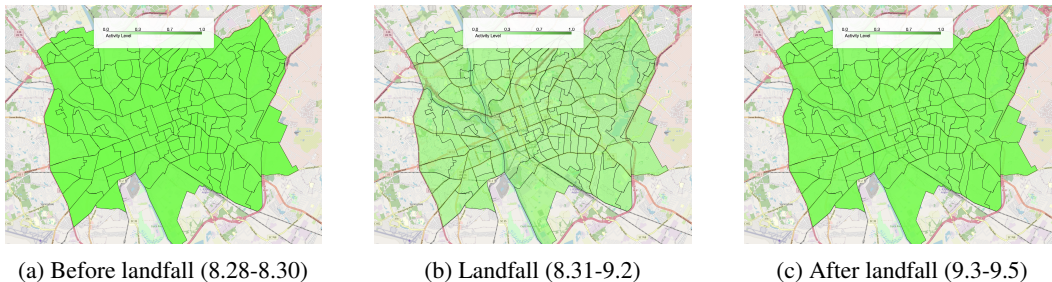 0.0 0.3 0.7 1.0
Activity Level
0.0 0.3 0.7 1.0
Activity Level
0.0 0.3 0.7 1.0
Activity Level
(a) Before landfall (8.28-8.30)
(b) Landfall (8.31-9.2)
(c) After landfall (9.3-9.5)